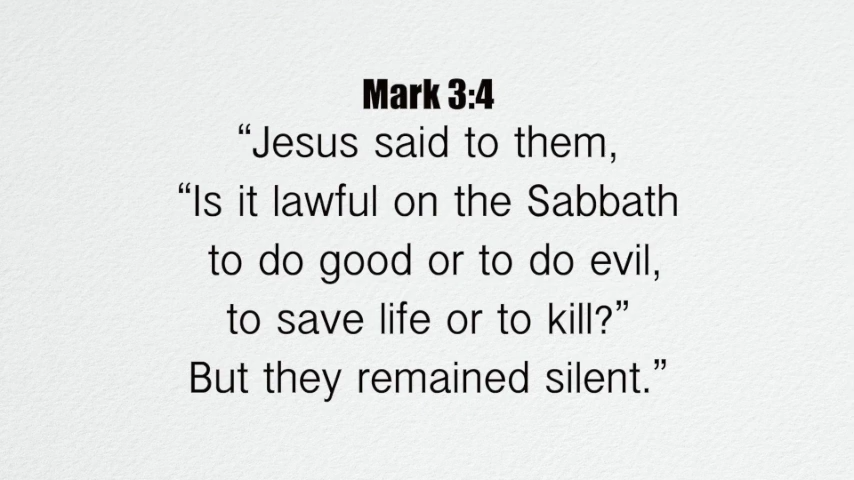 Mark 3:4
“Jesus said to them,
“Is it lawful on the Sabbath
to do good or to do evil,
to save life or to kill?”
But they remained silent.”